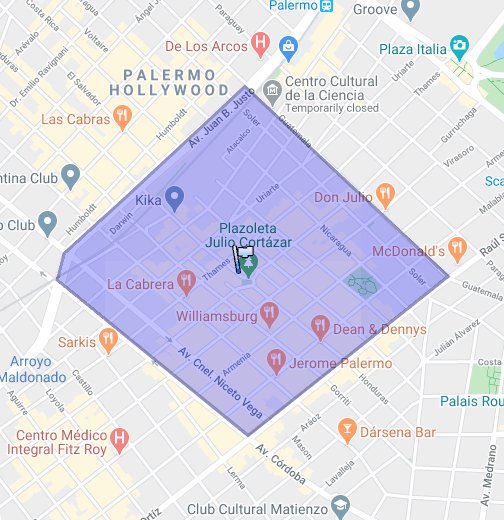 Palermo
Groove
Ángel J
Paraguay
De Los Arcos
Arévalo
Dr. Emilio Ravignani
El Salvador
PALERMO
HOLLYWOOD
Plaza Italia
Uriarte
Thames
Gurruchaga
Virasoro
Malabia
Av. Juan B. Justo
Soler
Guatemala
Atacalco
Centro Cultural
de la Ciencia
Temporarily closed
Las Cabras
Humboldt
ntina Club
Kika
Uriarte
Don Julio
Sca
Humboldt
Darwin
o Club
Plazoleta
Julio Cortázar
Nicaragua
McDonald's
Raúl S
Soler
Guatemala
Thames
La Cabrera
Williamsburg
Dean & Dennys
Julián Álvarez
Costa
Sarkis
Av. Cnel. Niceto Vega
Armenia
Jerome Palermo
Arroyo
Maldonado
Castillo
Loyola
Aguirre
Gorriti
Honduras
Palais Rou
Aráoz
Mason
Lavalleja
Dársena Bar
Av. Medrano
Centro Médico
Integral Fitz Roy
Av. Córdoba
Lerma
Club Cultural Matienzo
Ortiz